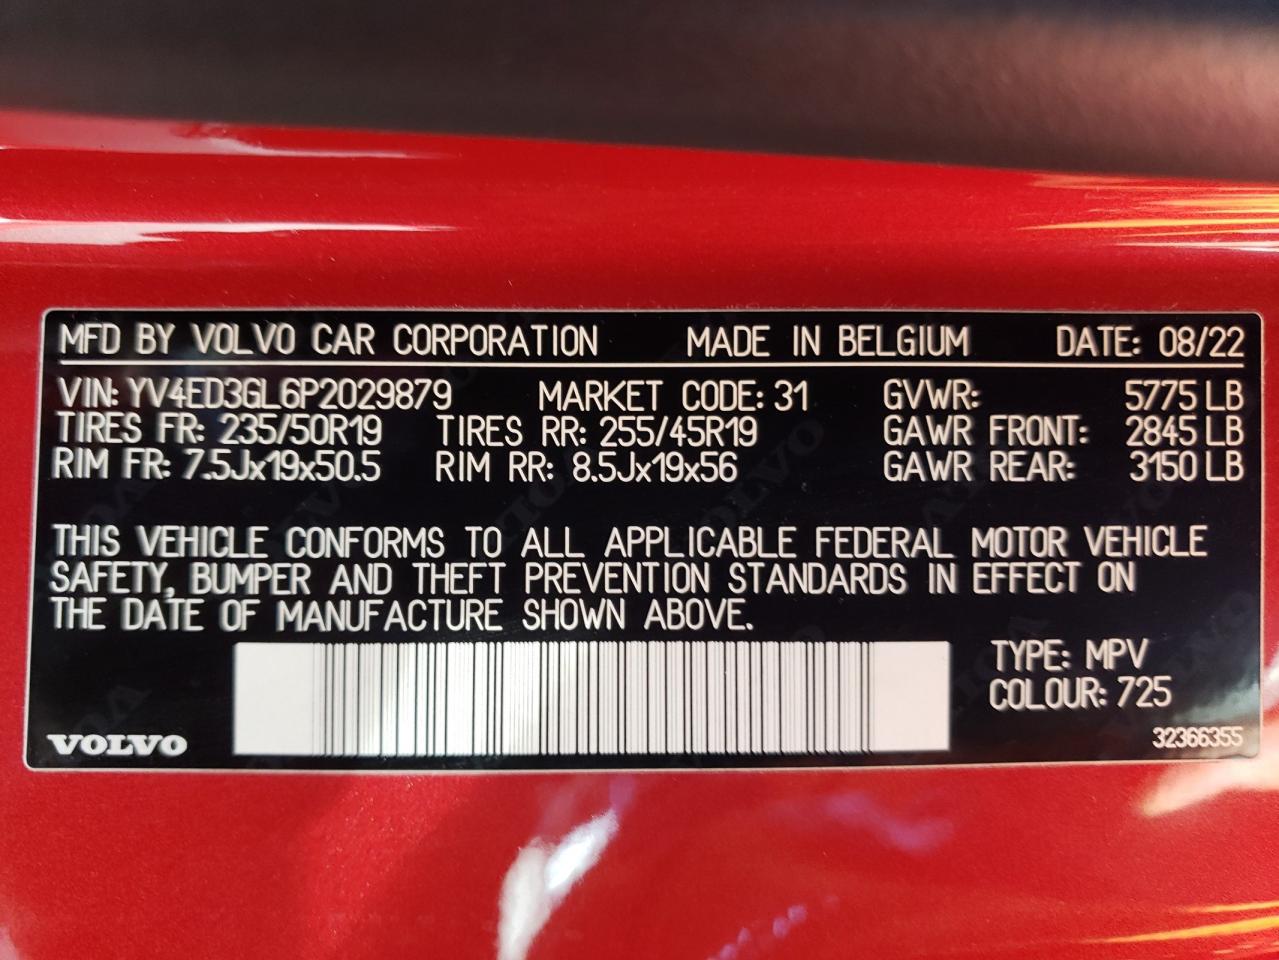 MFD BY VOLVO CAR CORPORATION MADE IN BELGIUM DATE: 08/22
VIN: YV4ED3GL6P2029879 MARKET CODE: 31 GVWR: 5775 LB
TIRES FR: 235/50R19 TIRES RR: 255/45R19 GAWR FRONT: 2845 LB
RIM FR: 7.5Jx19x50.5 RIM RR: 8.5Jx19x56 GAWR REAR: 3150 LB
THIS VEHICLE CONFORMS TO ALL APPLICABLE FEDERAL MOTOR VEHICLE
SAFETY, BUMPER AND THEFT PREVENTION STANDARDS IN EFFECT ON
THE DATE OF MANUFACTURE SHOWN ABOVE.
TYPE: MPV
COLOUR: 725
VOLVO
32366355